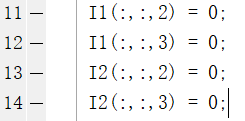 11 — I1(:,:,2) = 0;
12 — I1(:,:,3) = 0;
13 — I2(:,:,2) = 0;
14 — I2(:,:,3) = 0;